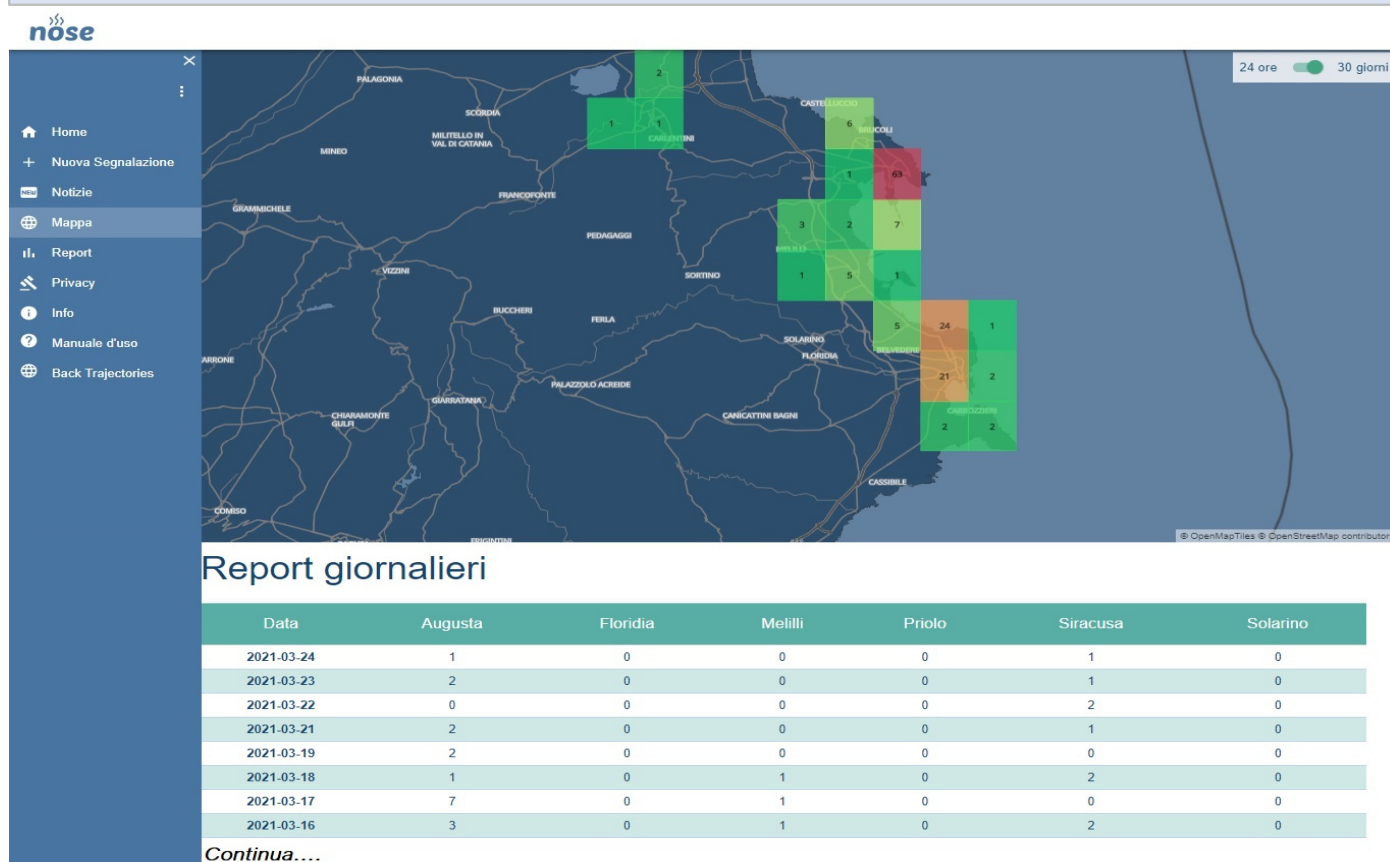 nose
24 ore 30 giorni
Home
+ Nuova Segnalazione
NEW Notizie
Mappa
Report
Privacy
Info
Manuale d'uso
Back Trajectories
PALAGONIA
2
SCORDIA
CASTELLUCCIO
MILITELLO IN
VAL DI CATANIA
1 1
CARLENTINI
6
BRUCOLI
MINEO
1 63
FRANCOFONTE
GRAMMICHELE
3 2 7
PEDAGAGGI
MELILLI
VIZZINI
SORTINO
1 5 1
BUCCHERI
FERLA
5 24 1
SOLARINO
FLORIDIA
BELVEDERE
PALAZZOLO ACREIDE
21 2
GIARRATANA
CHIARAMONTE
GULFI
CANICATTINI BAGNI
CARROZZIERI
2 2
CASSIBILE
COMISO
FRIGINTINI
© OpenMapTiles © OpenStreetMap contributor
Report giornalieri
Data Augusta Floridia Melilli Priolo Siracusa Solarino
2021-03-24 1 0 0 0 1 0
2021-03-23 2 0 0 0 1 0
2021-03-22 0 0 0 0 2 0
2021-03-21 2 0 0 0 1 0
2021-03-19 2 0 0 0 0 0
2021-03-18 1 0 1 0 2 0
2021-03-17 7 0 1 0 0 0
2021-03-16 3 0 1 0 2 0
Continua....